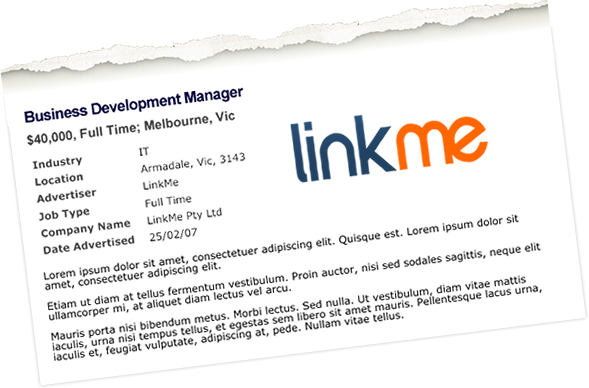 Business Development Manager
$40,000, Full Time; Melbourne, Vic
linkme
Industry IT
Location Armadale, Vic, 3143
Advertiser LinkMe
Job Type Full Time
Company Name LinkMe Pty Ltd
Date Advertised 25/02/07
Lorem ipsum dolor sit amet, consectetuer adipiscing elit. Quisque est. Lorem ipsum dolor sit
amet, consectetuer adipiscing elit.
Etiam ut diam at tellus fermentum vestibulum. Proin auctor, nisi sed sodales sagittis, neque elit
ullamcorper mi, at aliquet diam lectus vel arcu.
Mauris porta nisi bibendum metus. Morbi lectus. Sed nulla. Ut vestibulum, diam vitae mattis
iaculis, urna nisi tempus tellus, et egestas sem libero sit amet mauris. Pellentesque lacus urna,
iaculis et, feugiat vulputate, adipiscing at, pede. Nullam vitae tellus.